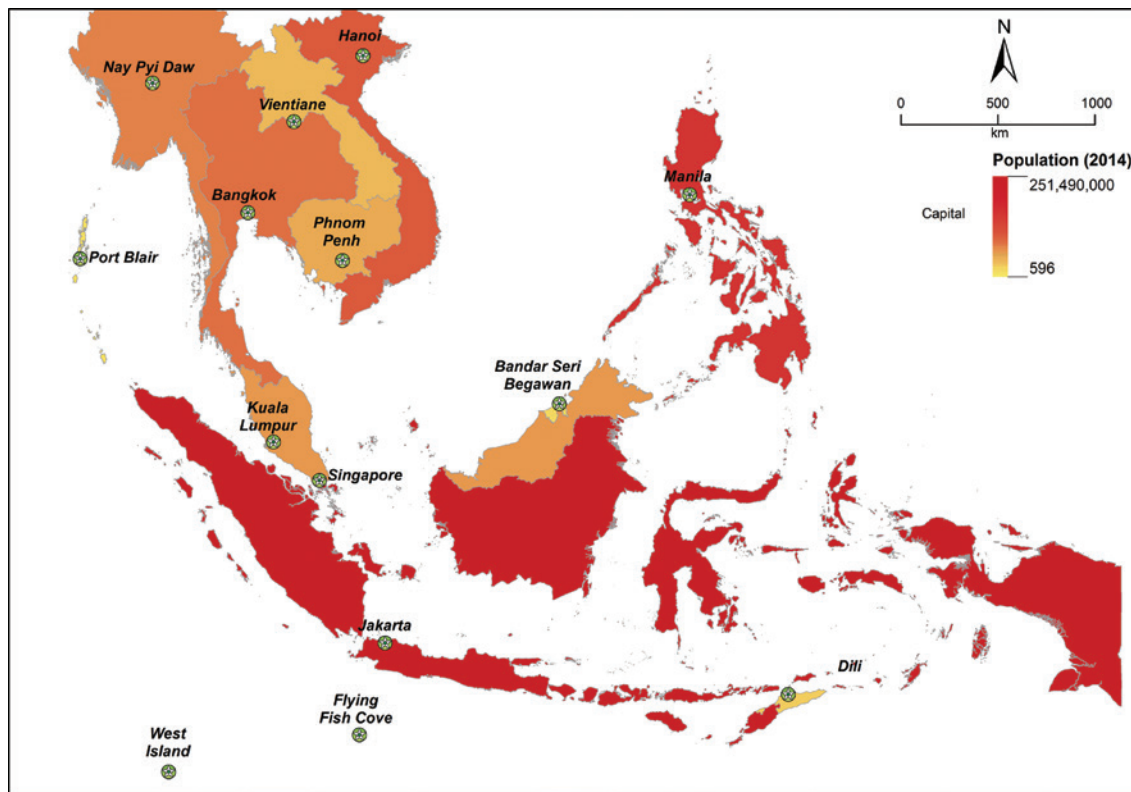 Hanoi
N
Nay Pyi Daw
Vientiane
0 500 1000
km
Population (2014)
251,490,000
Manila
Bangkok
Capital
Phnom
Penh
Port Blair
596
Bandar Seri
Begawan
Kuala
Lumpur
Singapore
Jakarta
Dili
Flying
Fish Cove
West
Island